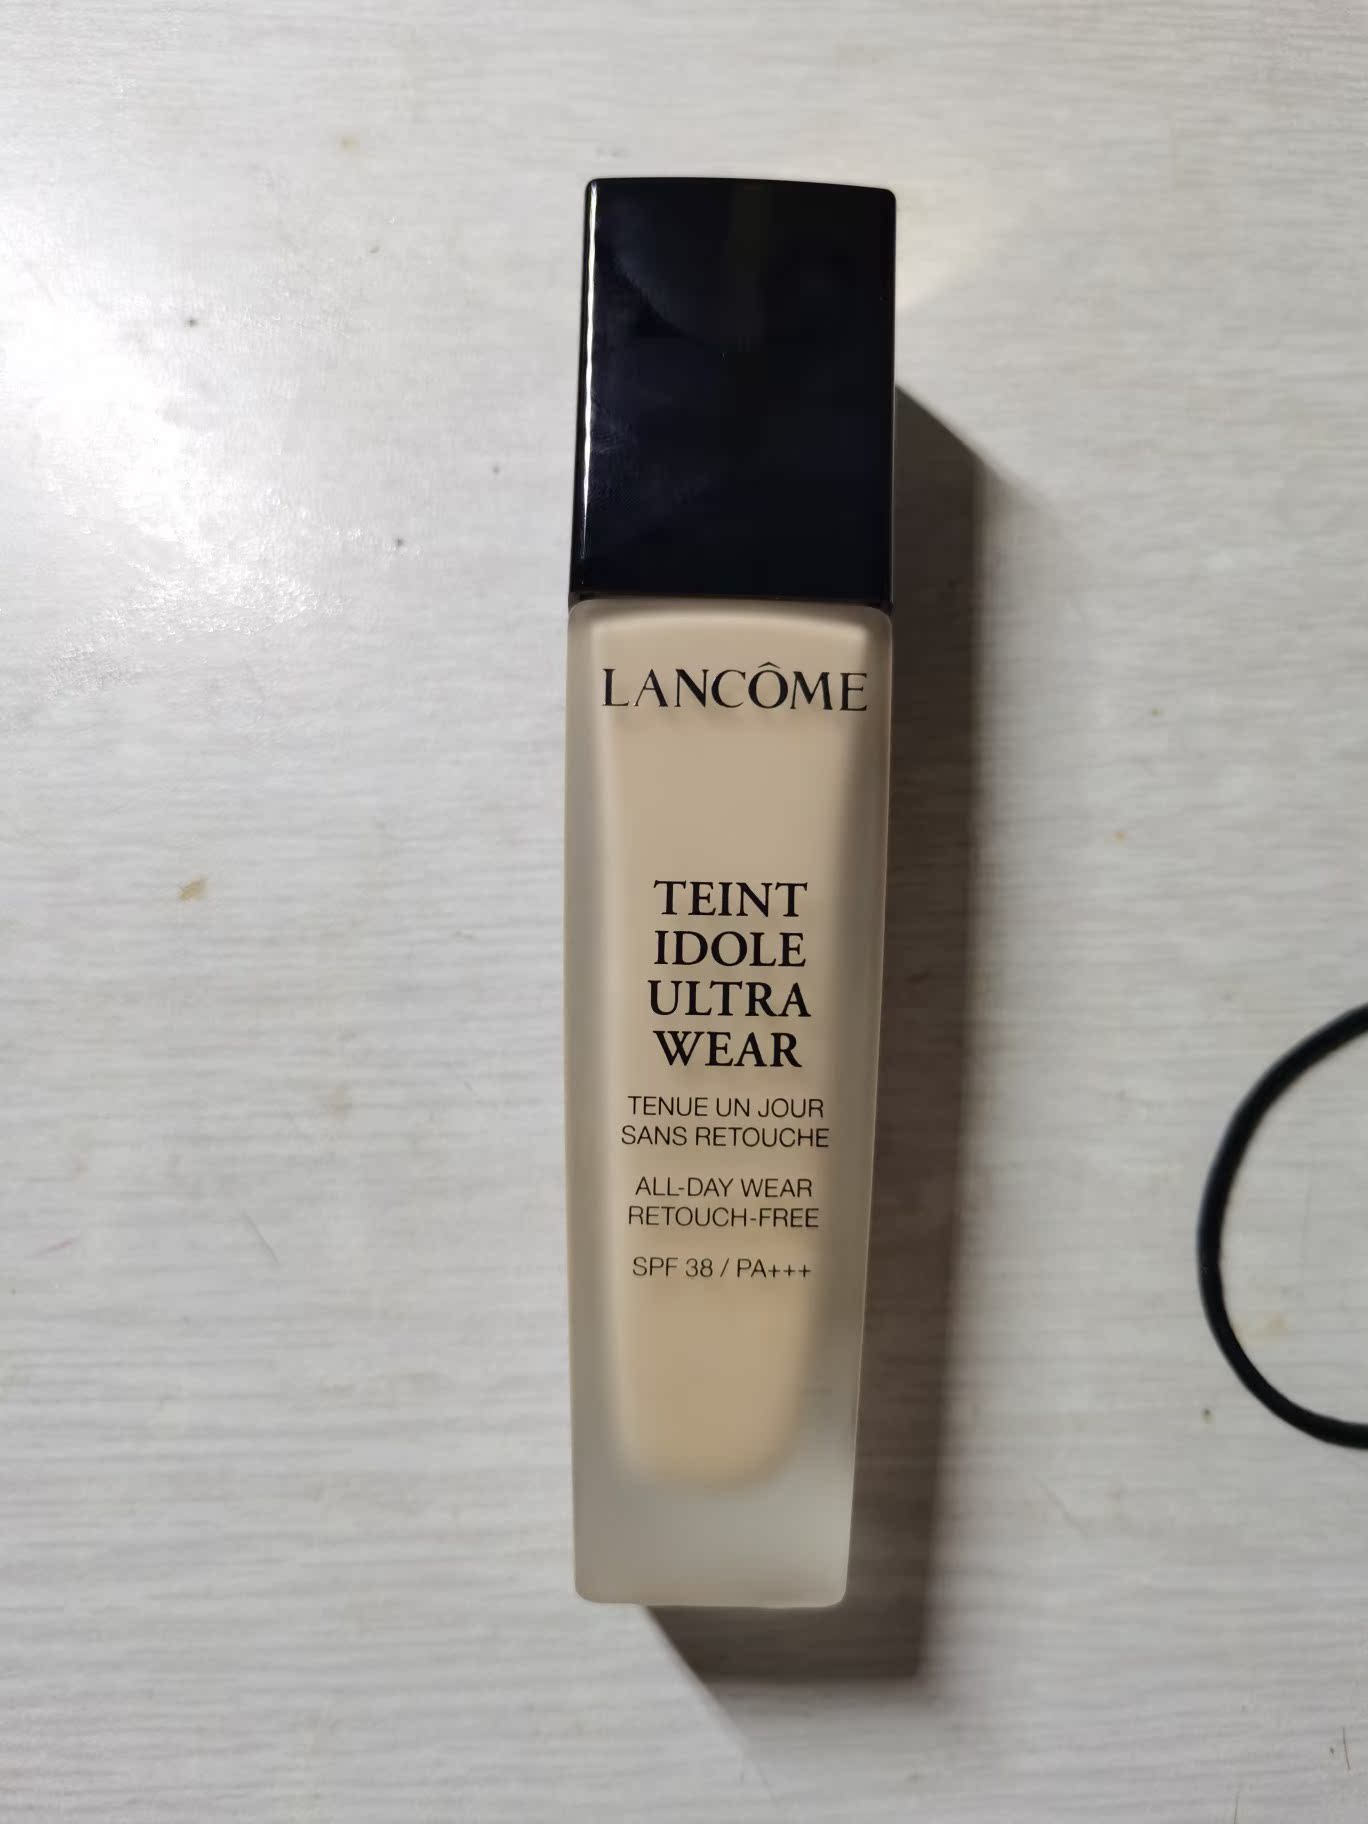 LANCÔME
TEINT
IDOLE
ULTRA
WEAR
TENUE UN JOUR
SANS RETOUCHE
ALL-DAY WEAR
RETOUCH-FREE
SPF 38 / PA+++